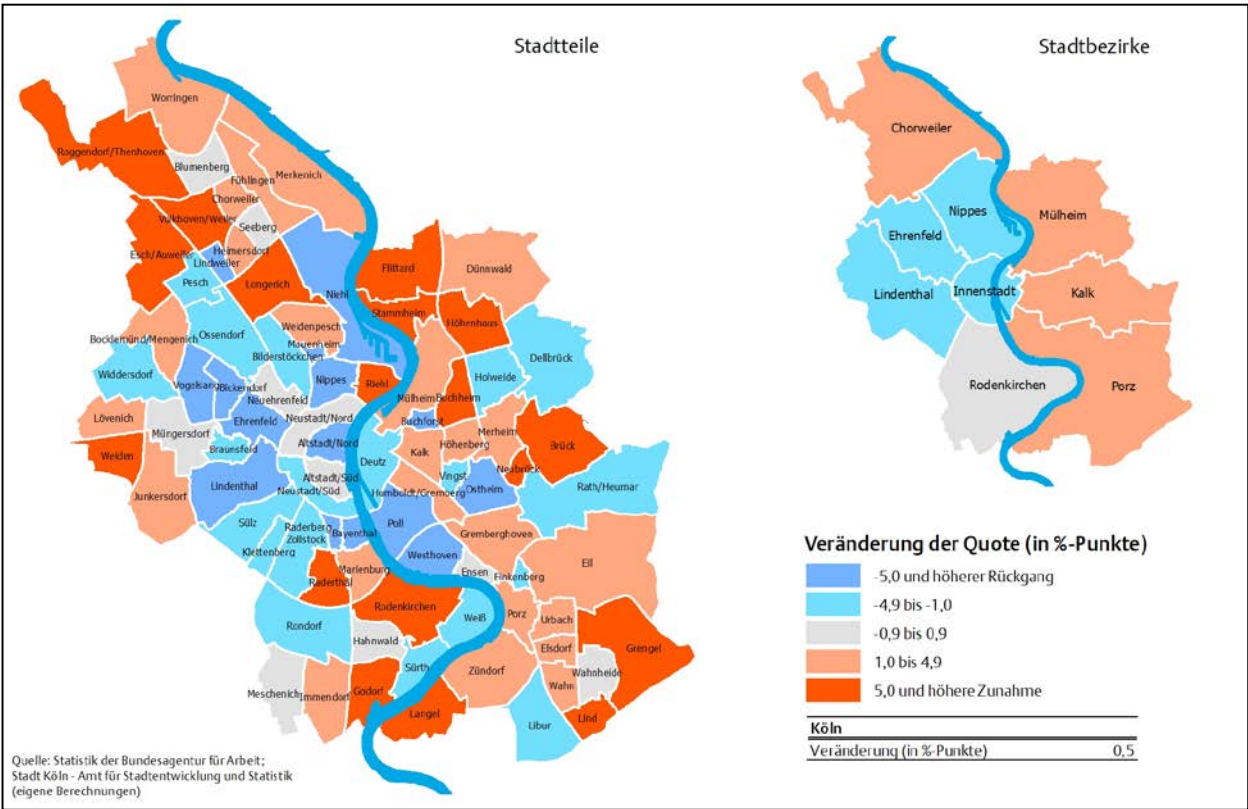 Stadtteile
Stadtbezirke
Worringen
Roggendorf/Thenhoven
Blumenberg
Fühlingen
Merkenich
Chorweiler
Volkhoven/Weiler
Seeberg
Esch/Auweiler
Heimersdorf
Lindweiler
Pesch
Longerich
Niehl
Flittard
Dünnwald
Stammheim
Höhenhaus
Ossendorf
Weidenpesch
Bocklemünd/Mengenich
Mauenheim
Bilderstöckchen
Dellbrück
Widdersdorf
Holweide
Vogelsang
Bickendorf
Nippes
Riehl
Neuehrenfeld
Mülheim
Buchheim
Lövenich
Neustadt/Nord
Ehrenfeld
Buchforst
Müngersdorf
Altstadt/Nord
Merheim
Höhenberg
Braunsfeld
Brück
Weiden
Kalk
Deutz
Neubrück
Vingst
Altstadt/Süd
Lindenthal
Neustadt/Süd
Ostheim
Rath/Heumar
Junkersdorf
Humboldt/Gremberg
Sülz
Raderberg
Poll
Zollstock
Bayenthal
Gremberghoven
Klettenberg
Westhoven
Eil
Marienburg
Ensen
Finkenberg
Raderthal
Rodenkirchen
Rondorf
Weiß
Porz
Urbach
Hahnwald
Elsdorf
Grengel
Sürth
Zündorf
Wahnheide
Wahn
Meschenich
Immendorf
Godorf
Langel
Libur
Lind
Chorweiler
Nippes
Mülheim
Ehrenfeld
Lindenthal
Innenstadt
Kalk
Rodenkirchen
Porz
Veränderung der Quote (in %-Punkte)
-5,0 und höherer Rückgang
-4,9 bis -1,0
-0,9 bis 0,9
1,0 bis 4,9
5,0 und höhere Zunahme
Köln
Veränderung (in %-Punkte) 0,5
Quelle: Statistik der Bundesagentur für Arbeit;
Stadt Köln - Amt für Stadtentwicklung und Statistik
(eigene Berechnungen)